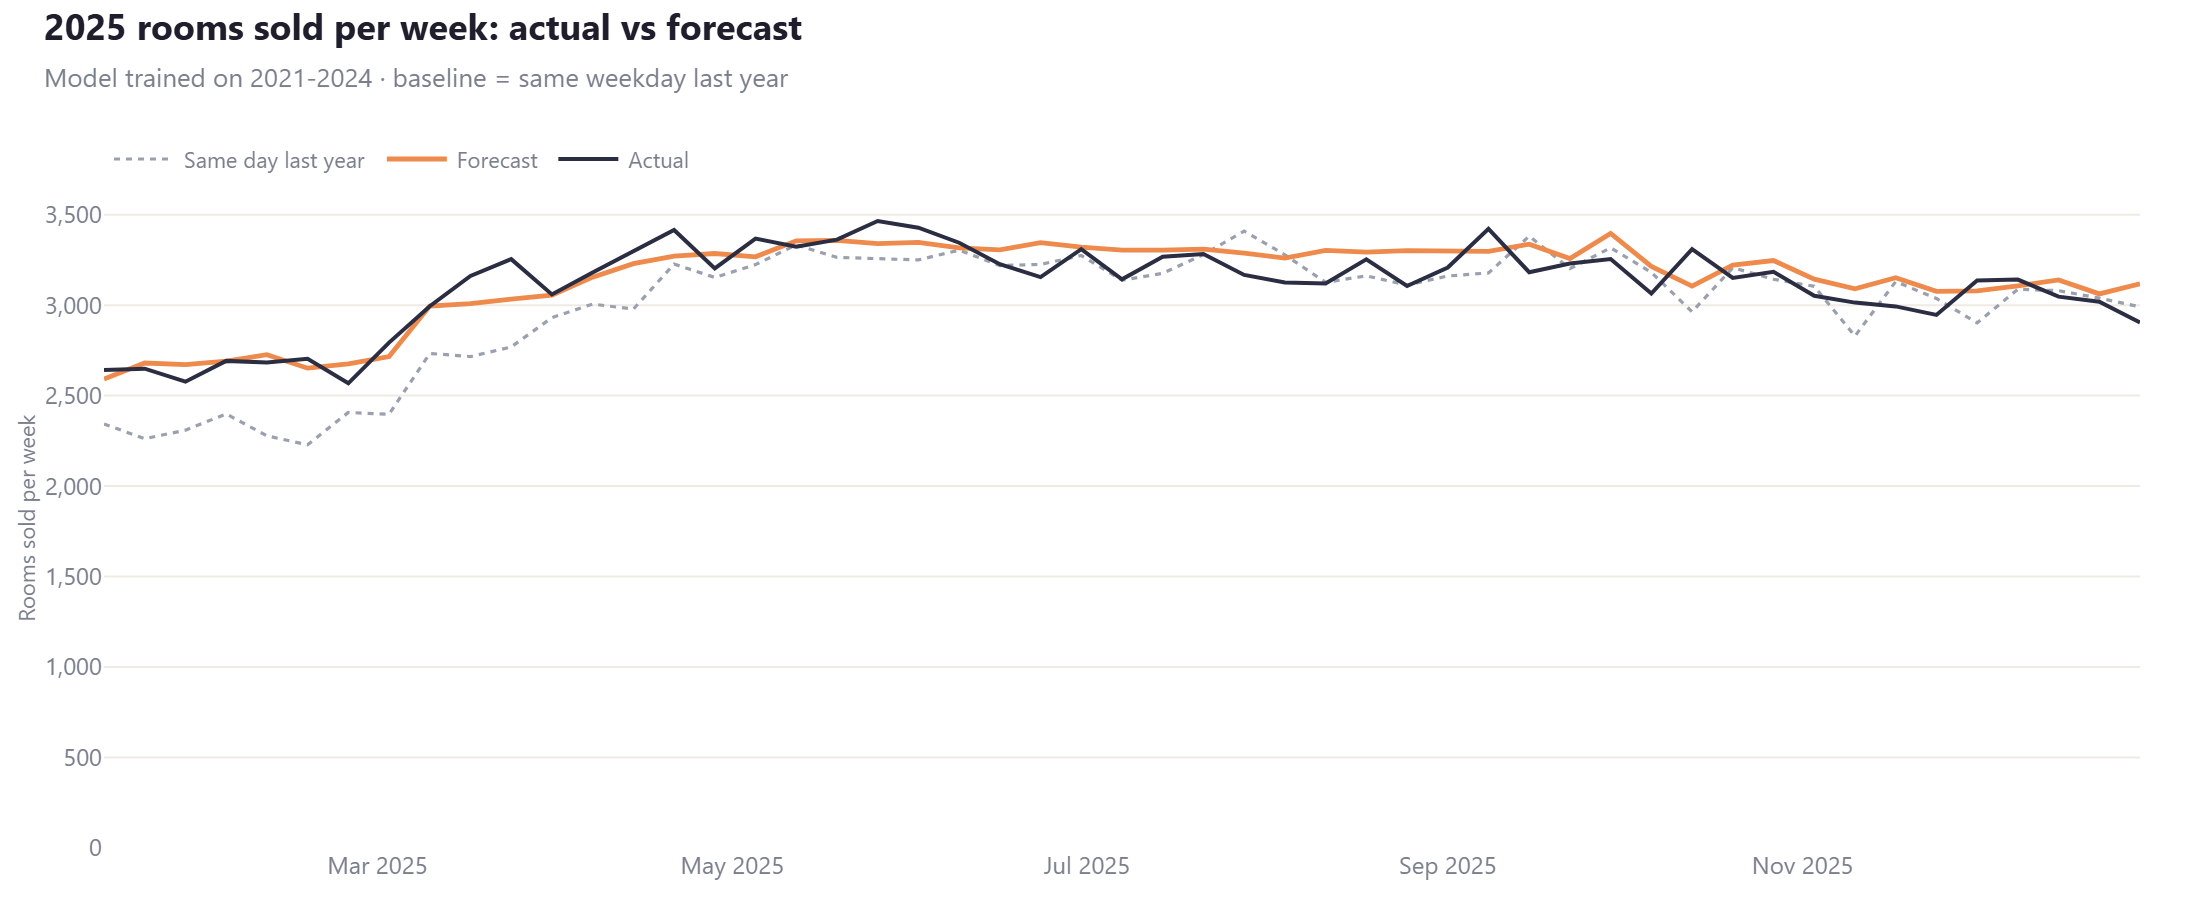 2025 rooms sold per week: actual vs forecast
Model trained on 2021-2024 · baseline = same weekday last year
Same day last year Forecast Actual
3,500
3,000
2,500
2,000
1,500
1,000
500
0
Rooms sold per week
Mar 2025 May 2025 Jul 2025 Sep 2025 Nov 2025